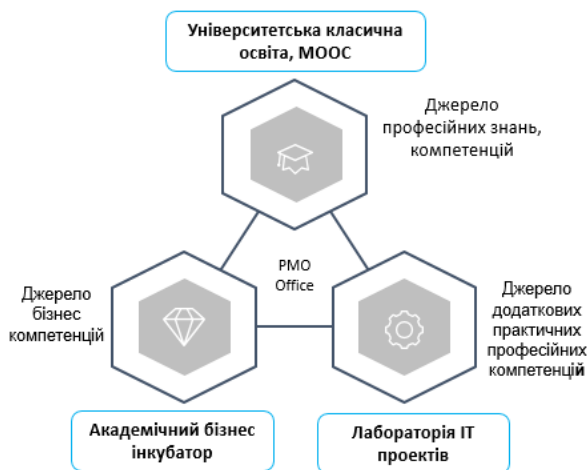 Університетська класична
освіта, МООС
Джерело
професійних знань,
компетенцій
PMO
Office
Джерело
бізнес
компетенцій
Джерело
додаткових
практичних
професійних
компетенцій
Академічний бізнес
інкубатор
Лабораторія ІТ
проектів